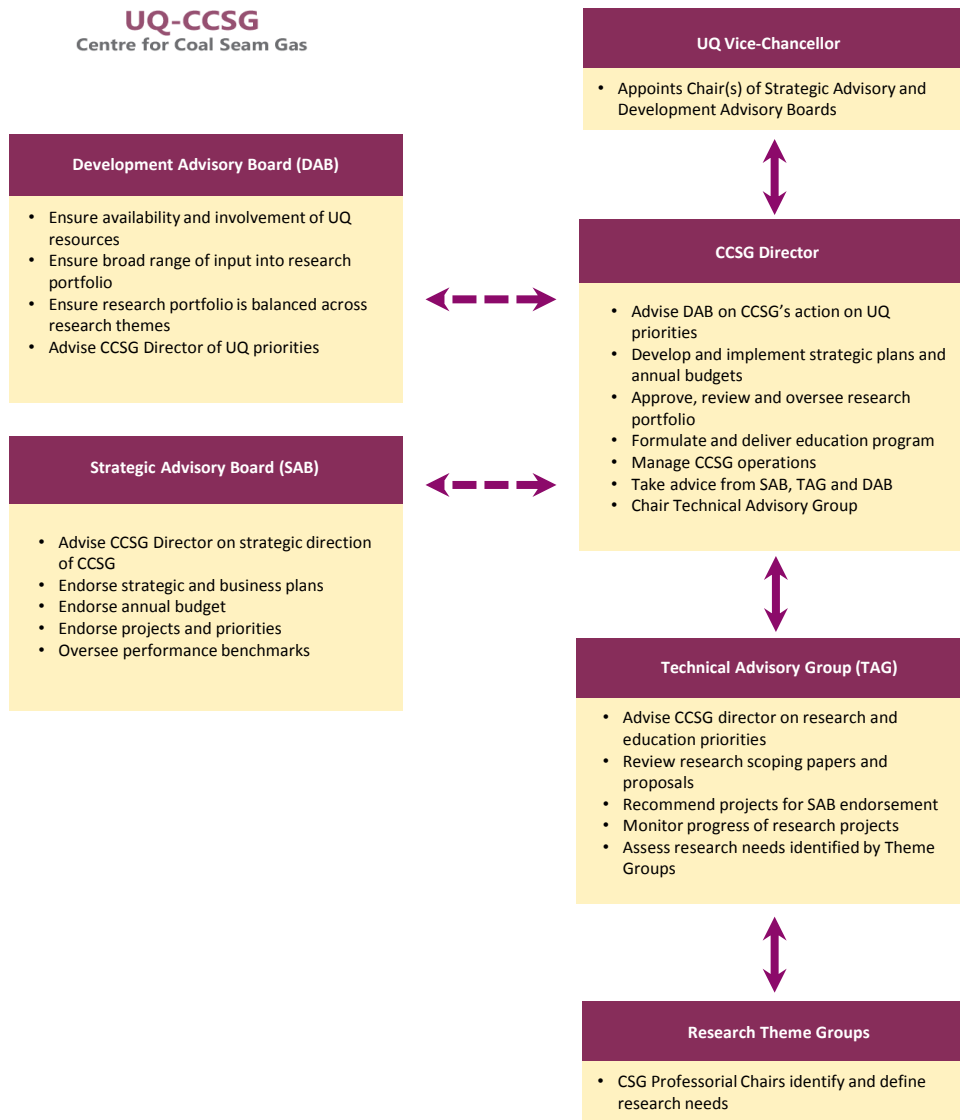 UQ-CCSG
Centre for Coal Seam Gas
UQ Vice-Chancellor
• Appoints Chair(s) of Strategic Advisory and
Development Advisory Boards
Development Advisory Board (DAB)
• Ensure availability and involvement of UQ
resources
• Ensure broad range of input into research
portfolio
• Ensure research portfolio is balanced across
research themes
• Advise CCSG Director of UQ priorities
CCSG Director
• Advise DAB on CCSG’s action on UQ
priorities
• Develop and implement strategic plans and
annual budgets
• Approve, review and oversee research
portfolio
• Formulate and deliver education program
• Manage CCSG operations
• Take advice from SAB, TAG and DAB
• Chair Technical Advisory Group
Strategic Advisory Board (SAB)
• Advise CCSG Director on strategic direction
of CCSG
• Endorse strategic and business plans
• Endorse annual budget
• Endorse projects and priorities
• Oversee performance benchmarks
Technical Advisory Group (TAG)
• Advise CCSG director on research and
education priorities
• Review research scoping papers and
proposals
• Recommend projects for SAB endorsement
• Monitor progress of research projects
• Assess research needs identified by Theme
Groups
Research Theme Groups
• CSG Professorial Chairs identify and define
research needs